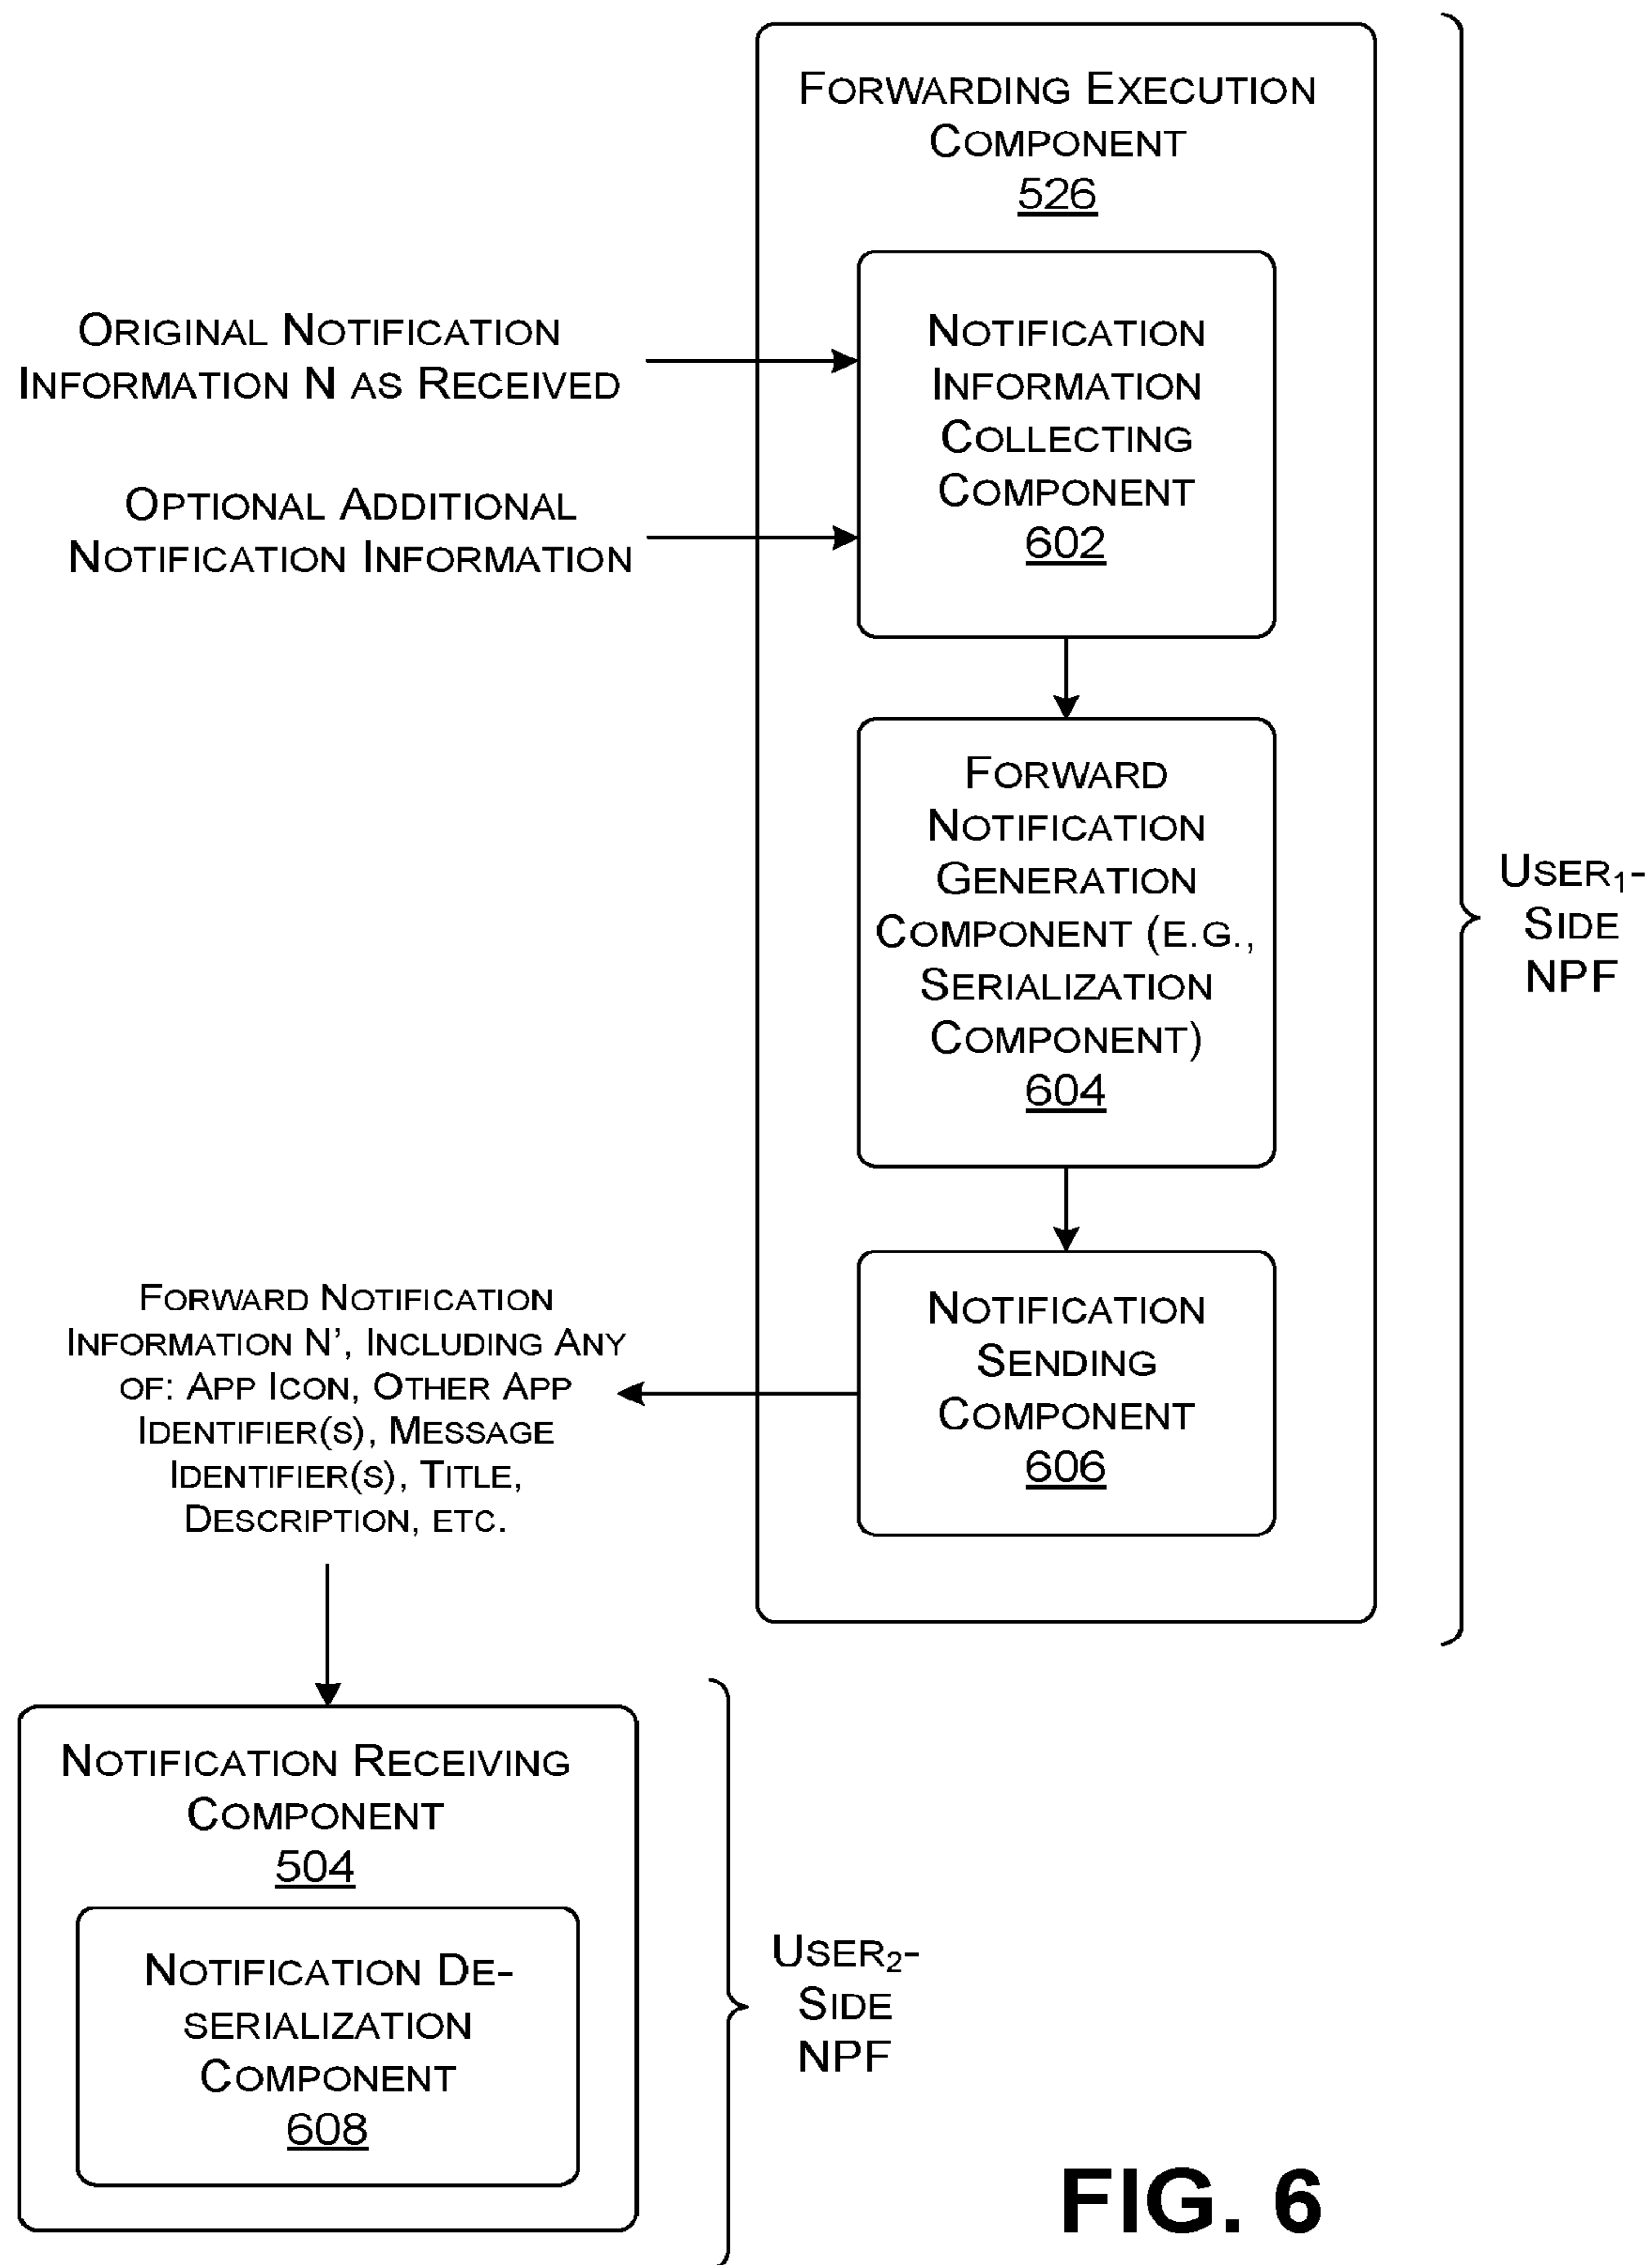 FORWARDING EXECUTION
COMPONENT
526
ORIGINAL NOTIFICATION
INFORMATION N AS RECEIVED
OPTIONAL ADDITIONAL
NOTIFICATION INFORMATION
NOTIFICATION
INFORMATION
COLLECTING
COMPONENT
602
FORWARD
NOTIFICATION
GENERATION
COMPONENT (E.G.,
SERIALIZATION
COMPONENT)
604
USER₁-
SIDE
NPF
NOTIFICATION
SENDING
COMPONENT
606
FORWARD NOTIFICATION
INFORMATION N’, INCLUDING ANY
OF: APP ICON, OTHER APP
IDENTIFIER(S), MESSAGE
IDENTIFIER(S), TITLE,
DESCRIPTION, ETC.
NOTIFICATION RECEIVING
COMPONENT
504
NOTIFICATION DE-
SERIALIZATION
COMPONENT
608
USER₂-
SIDE
NPF
FIG. 6